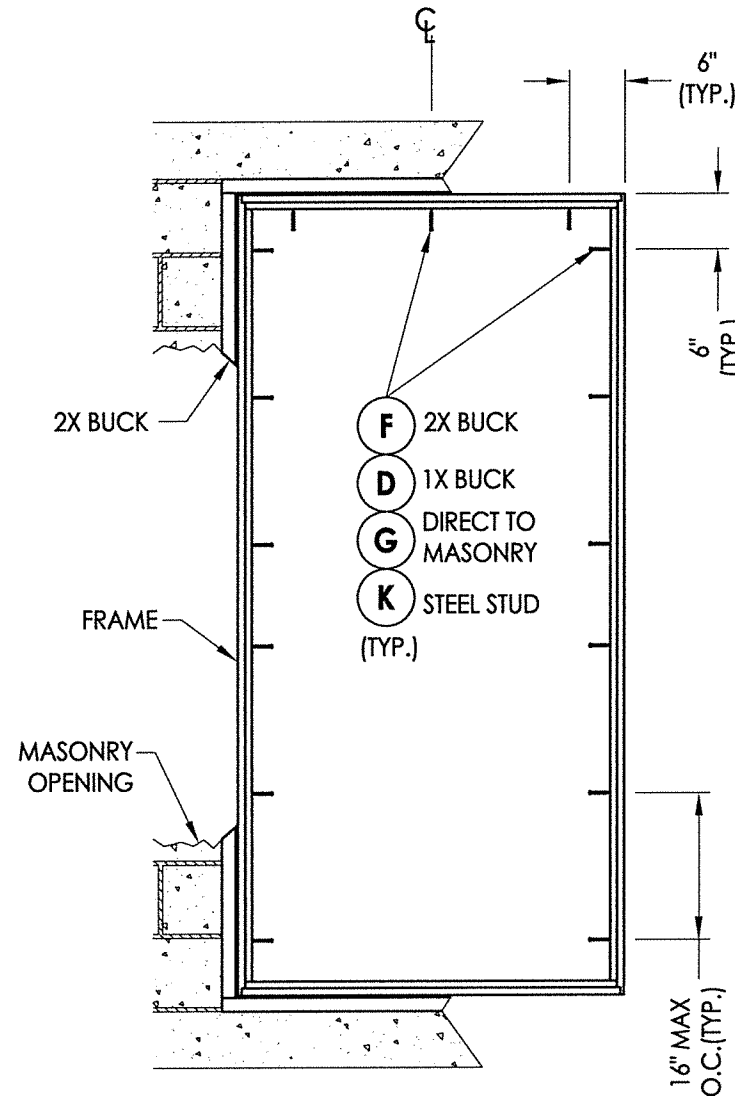 ℄
6"
(TYP.)
6"
(TYP.)
2X BUCK
F 2X BUCK
D 1X BUCK
G DIRECT TO
MASONRY
K STEEL STUD
(TYP.)
FRAME
MASONRY
OPENING
16" MAX
O.C.(TYP.)